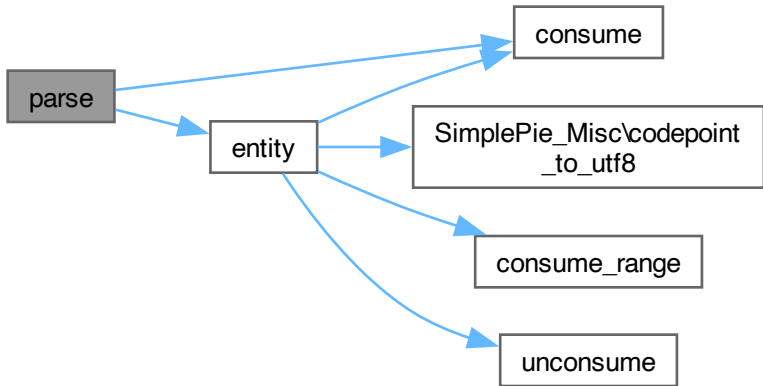 consume
parse
entity
SimplePie_Misc\codepoint
_to_utf8
consume_range
unconsume